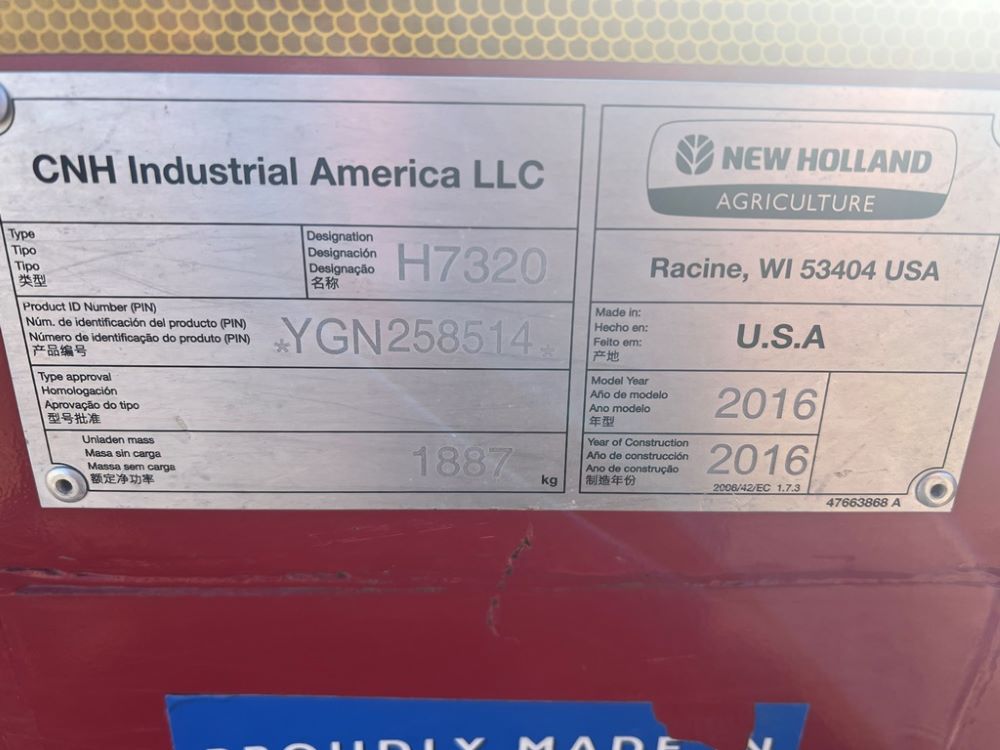 CNH Industrial America LLC
NEW HOLLAND
AGRICULTURE
Type
Tipo
Tipo
类型
Designation
Designación
Designação
名称
H7320
Racine, WI 53404 USA
Product ID Number (PIN)
Núm. de identificación del producto (PIN)
Número de identificação do produto (PIN)
产品编号
*YGN258514*
Made in:
Hecho en:
Feito em:
产地
U.S.A
Type approval
Homologación
Aprovação do tipo
型号批准
Model Year
Año de modelo
Ano modelo
年型
2016
Unladen mass
Masa sin carga
Massa sem carga
额定净功率
1887
kg
Year of Construction
Año de construcción
Ano de construção
制造年份
2016
2006/42/EC 1.7.3
47663868 A
PROUDLY MADE N